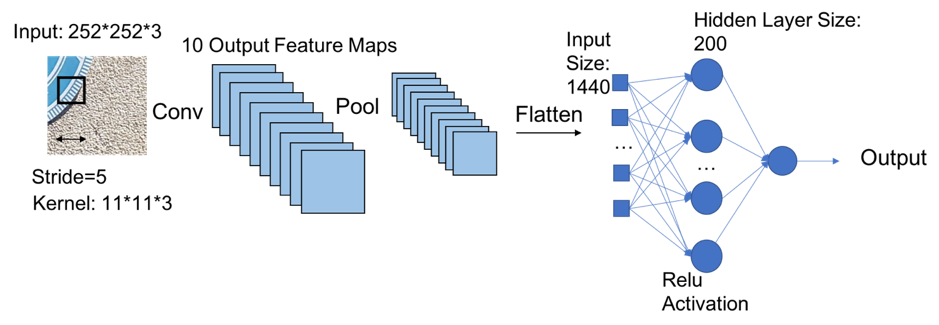 Input: 252*252*3
Stride=5
Kernel: 11*11*3
Conv
10 Output Feature Maps
Pool
Flatten
Input
Size:
1440
...
Hidden Layer Size:
200
...
Relu
Activation
Output